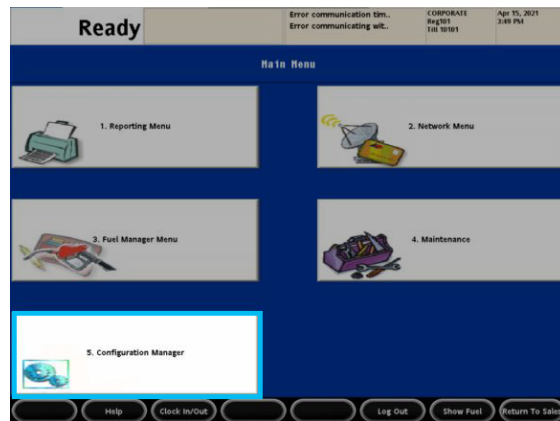 Ready
Error communication tim..
Error communicating wit..
CORPORATE
Reg101
Till 10101
Apr 15, 2021
3:49 PM
Main Menu
1. Reporting Menu
2. Network Menu
3. Fuel Manager Menu
4. Maintenance
5. Configuration Manager
Help
Clock In/Out
Log Out
Show Fuel
Return To Sales